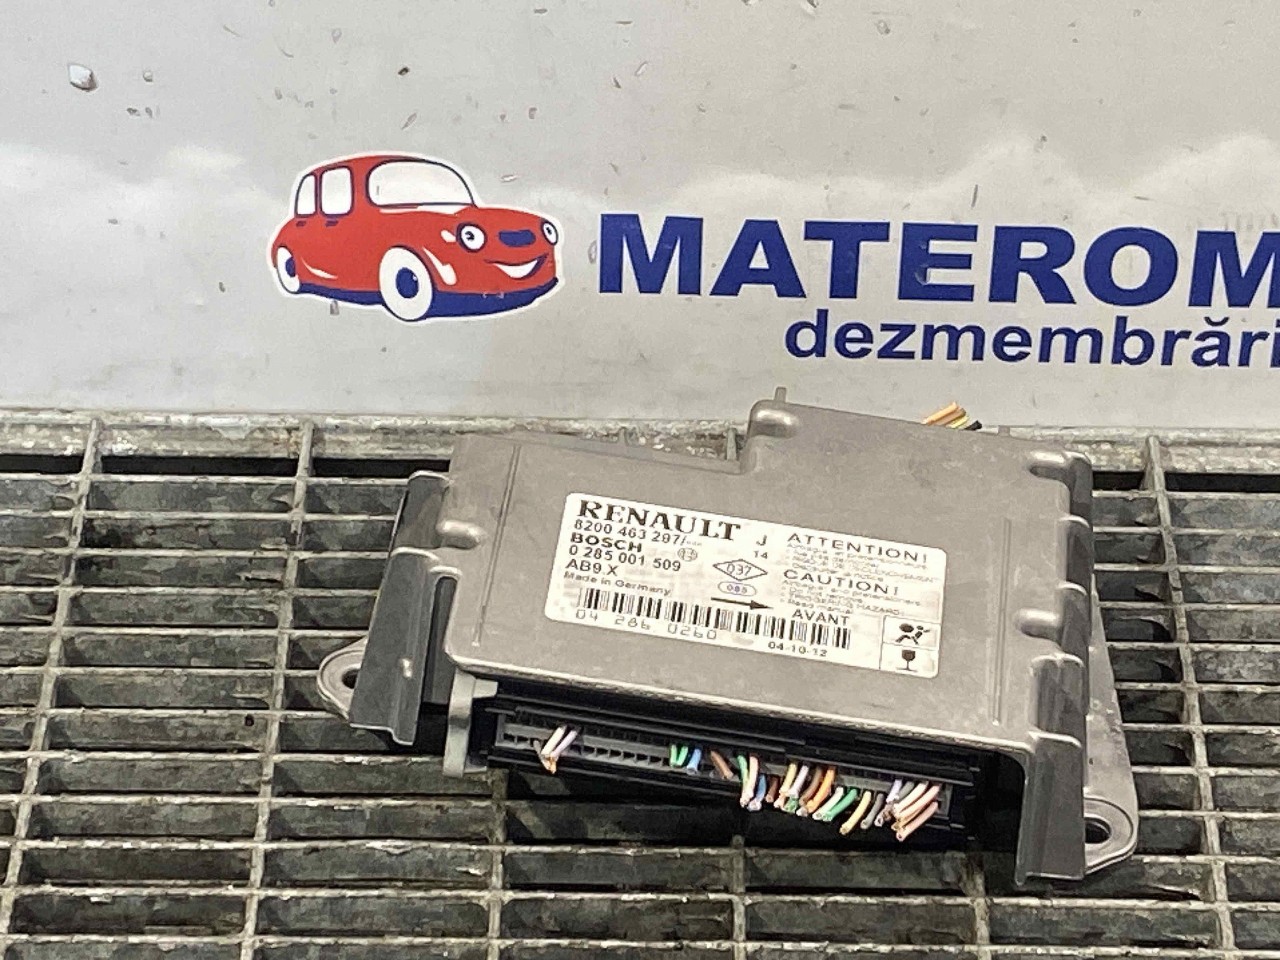 MATEROM
dezmembrări
RENAULT
8200 463 297/
BOSCH
0 285 001 509
AB9.X
Made in Germany
J
14
037
085
ATTENTION!
CAUTION!
AVANT
04 286 0260
04-10-12